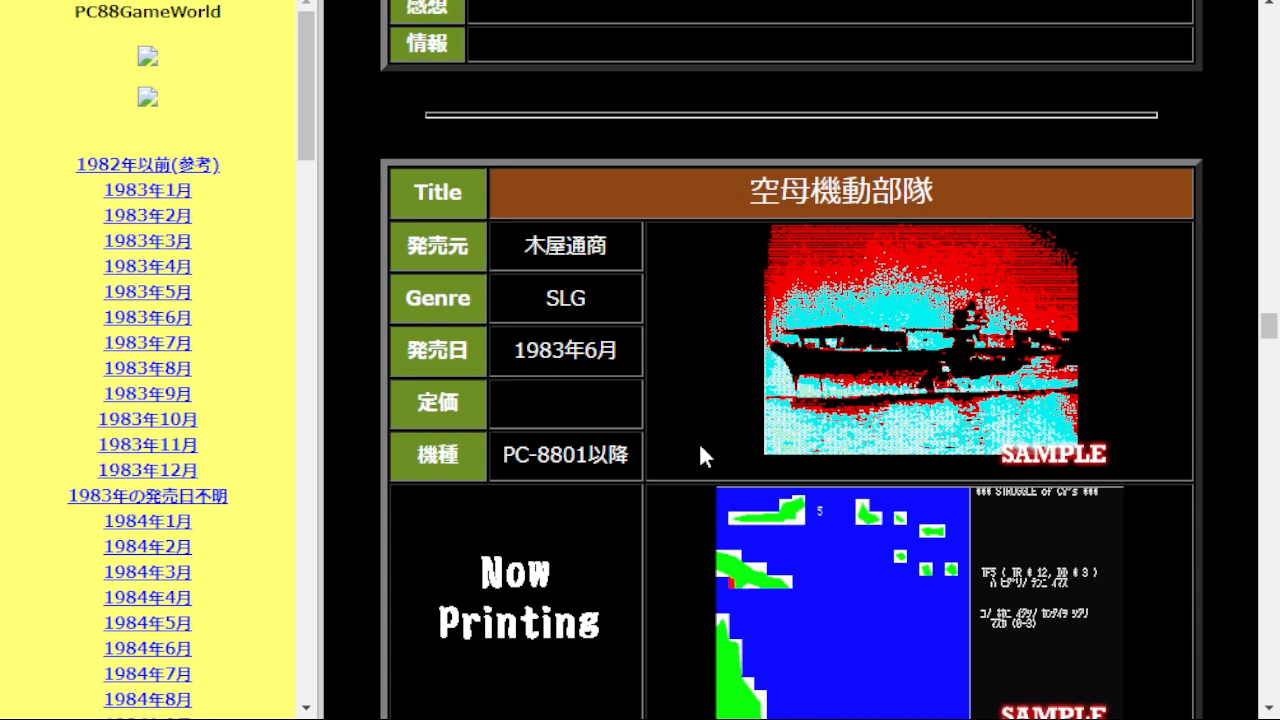 PC88GameWorld
1982年以前(参考)
1983年1月
1983年2月
1983年3月
1983年4月
1983年5月
1983年6月
1983年7月
1983年8月
1983年9月
1983年10月
1983年11月
1983年12月
1983年の発売日不明
1984年1月
1984年2月
1984年3月
1984年4月
1984年5月
1984年6月
1984年7月
1984年8月
感想
情報
Title 空母機動部隊
発売元 木屋通商
Genre SLG
発売日 1983年6月
定価
機種 PC-8801以降
SAMPLE
Now
Printing
5
*** STRUGGLE of CV's ***
TF5 ( TR # 12, DD # 3 )
SAMPLE